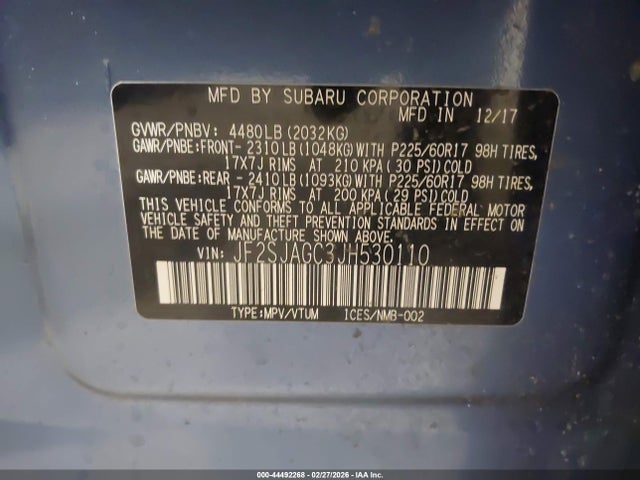 MFD BY SUBARU CORPORATION
MFD IN 12/17
GVWR/PNBV: 4480LB(2032KG)
GAWR/PNBE:FRONT- 2310LB(1048KG)WITH P225/60R17 98H TIRES,
17X7J RIMS AT 210 KPA(30 PSI)COLD
GAWR/PNBE:REAR - 2410LB(1093KG)WITH P225/60R17 98H TIRES,
17X7J RIMS AT 200 KPA(29 PSI)COLD
THIS VEHICLE CONFORMS TO ALL APPLICABLE FEDERAL MOTOR
VEHICLE SAFETY AND THEFT PREVENTION STANDARDS IN EFFECT ON
THE DATE OF MANUFACTURE SHOWN ABOVE.
VIN: JF2SJAGC3JH530110
TYPE:MPV/VTUM ICES/NMB-002
000-44492268 - 02/27/2026 - IAA, Inc.